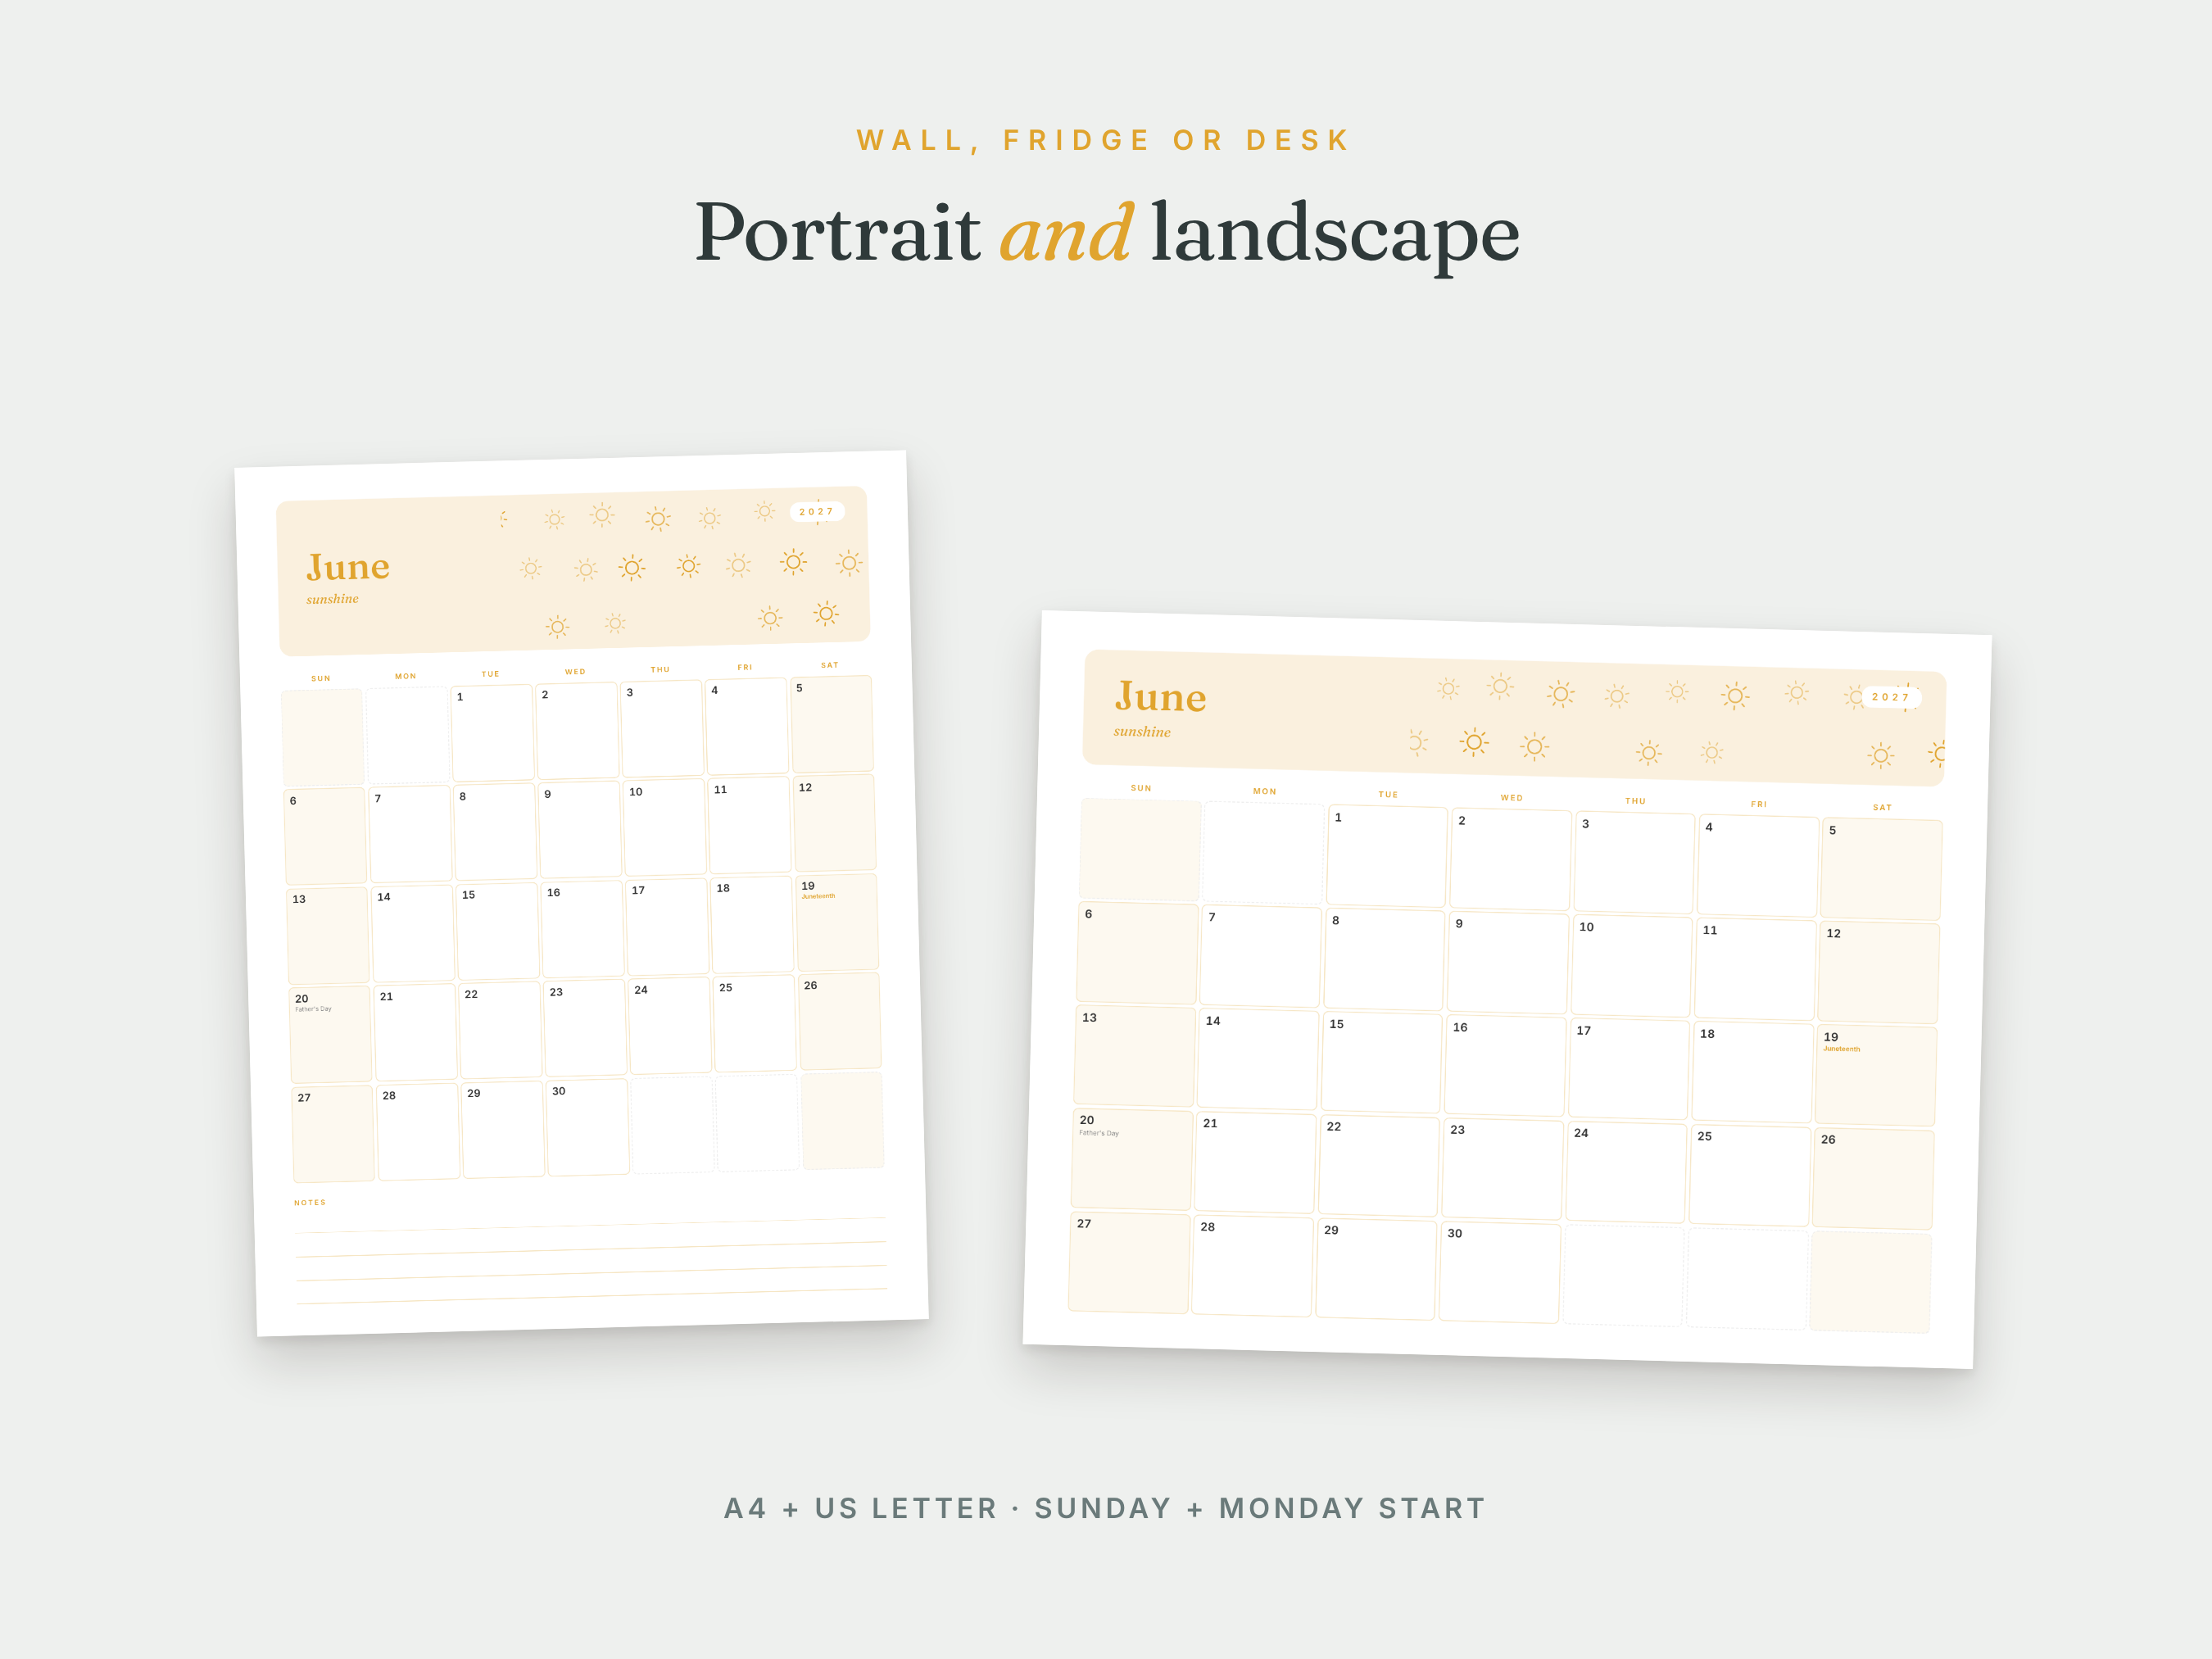 WALL, FRIDGE OR DESK
Portrait and landscape
2027
June
sunshine
SUN MON TUE WED THU FRI SAT
1 2 3 4 5
6 7 8 9 10 11 12
13 14 15 16 17 18 19
Juneteenth
20 21 22 23 24 25 26
Father's Day
27 28 29 30
NOTES
2027
June
sunshine
SUN MON TUE WED THU FRI SAT
1 2 3 4 5
6 7 8 9 10 11 12
13 14 15 16 17 18 19
Juneteenth
20 21 22 23 24 25 26
Father's Day
27 28 29 30
A4 + US LETTER · SUNDAY + MONDAY START